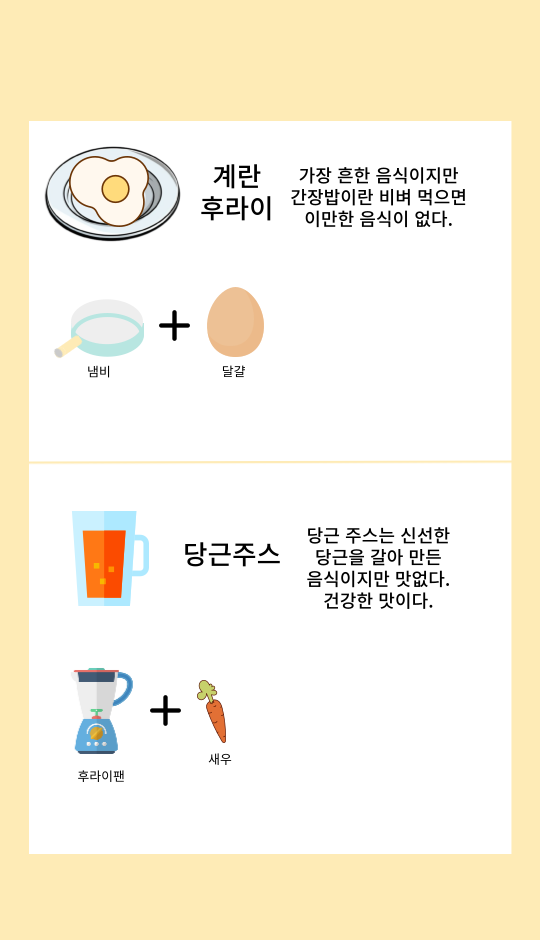 계란
후라이
가장 흔한 음식이지만
간장밥이란 비벼 먹으면
이만한 음식이 없다.
냄비
달걀
당근주스
당근 주스는 신선한
당근을 갈아 만든
음식이지만 맛없다.
건강한 맛이다.
후라이팬
새우